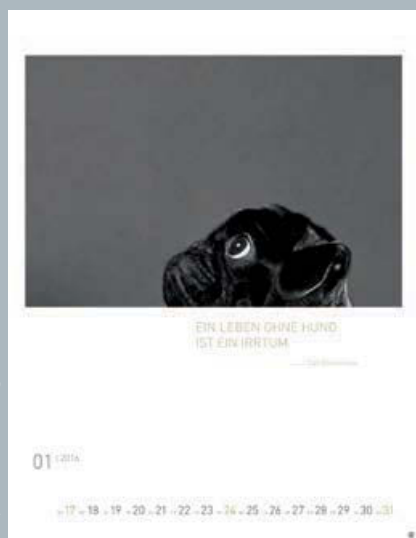 EIN LEBEN OHNE HUND
IST EIN IRRTUM
01 | 2016
17 18 19 20 21 22 23 24 25 26 27 28 29 30 31